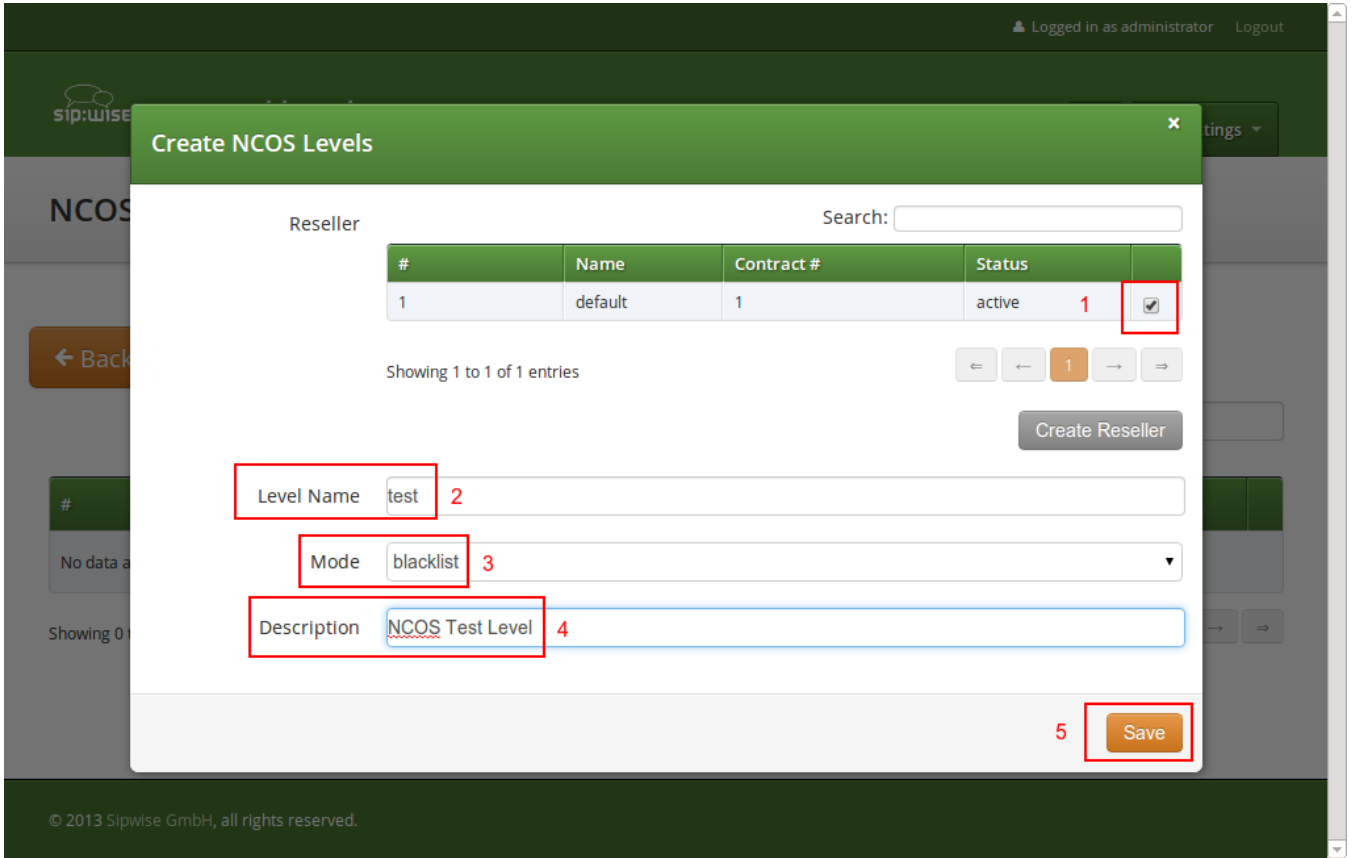 Logged in as administrator Logout
sip:wise
Create NCOS Levels ×
tings
NCOS
Reseller
Search:
# Name Contract # Status
1 default 1 active 1
Back
Showing 1 to 1 of 1 entries
⇐ ← 1 → ⇒
Create Reseller
Level Name test 2
#
Mode blacklist 3
No data a
Description NCOS Test Level 4
Showing 0 t
→ ⇒
5 Save
© 2013 Sipwise GmbH, all rights reserved.